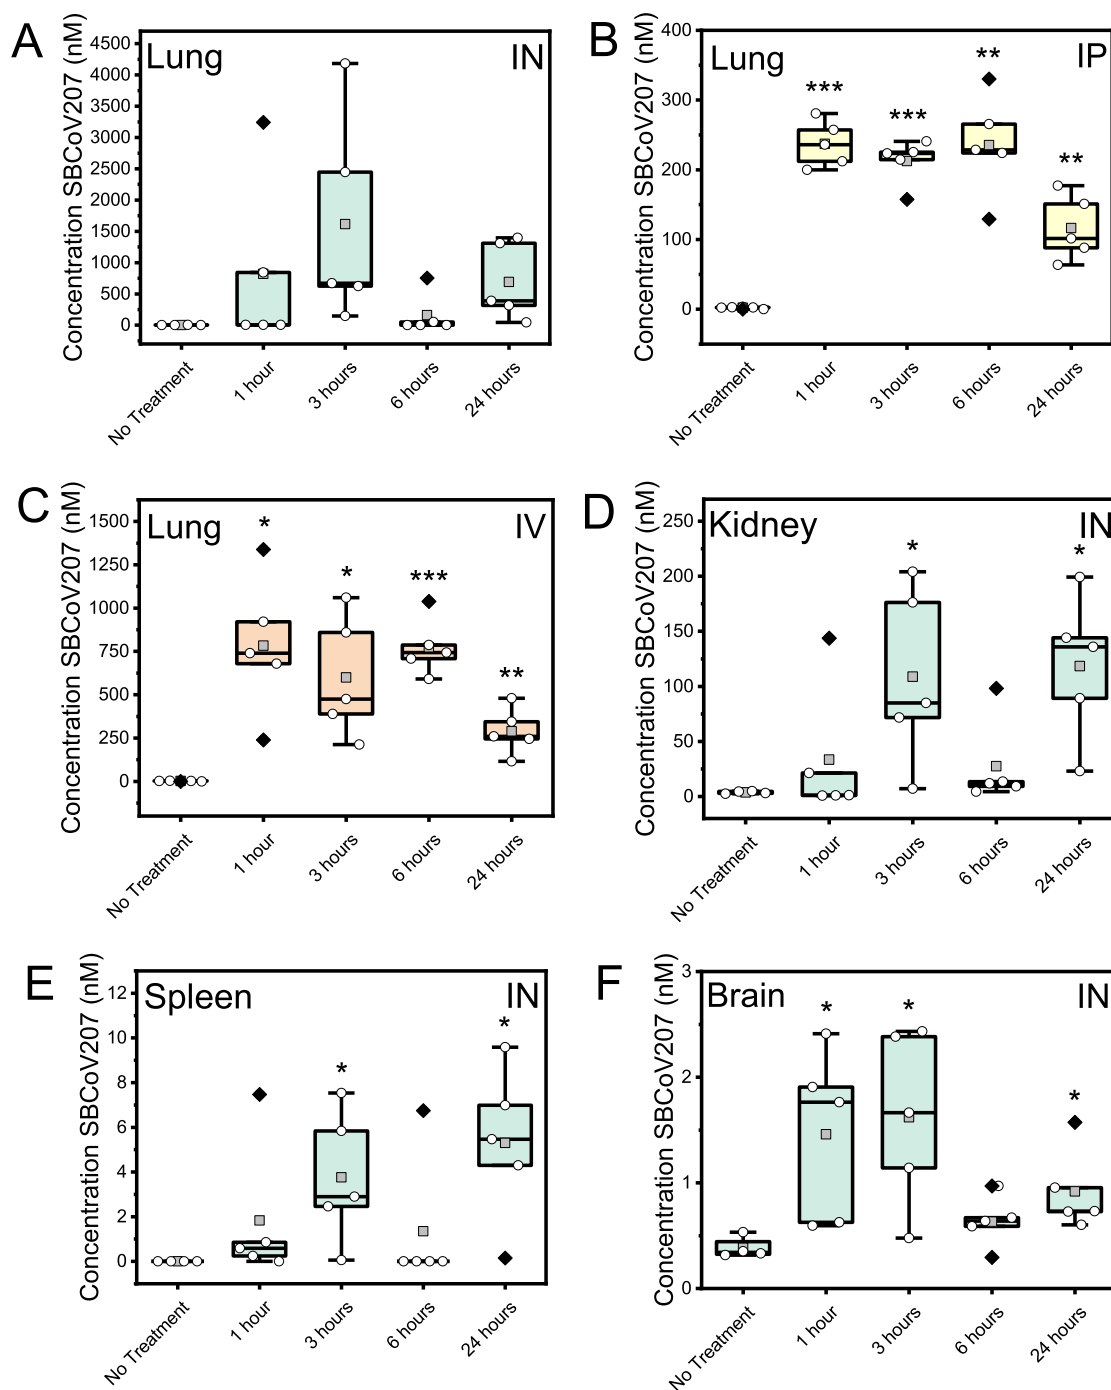 A
Concentration SBCoV207 (nM)
4500
4000
3500
3000
2500
2000
1500
1000
500
0
Lung
IN
No Treatment
1 hour
3 hours
6 hours
24 hours
B
Concentration SBCoV207 (nM)
400
300
200
100
0
Lung
IP
***
***
**
**
No Treatment
1 hour
3 hours
6 hours
24 hours
C
Concentration SBCoV207 (nM)
1500
1250
1000
750
500
250
0
Lung
IV
*
*
***
**
No Treatment
1 hour
3 hours
6 hours
24 hours
D
Concentration SBCoV207 (nM)
250
200
150
100
50
0
Kidney
IN
*
*
No Treatment
1 hour
3 hours
6 hours
24 hours
E
Concentration SBCoV207 (nM)
12
10
8
6
4
2
0
Spleen
IN
*
*
No Treatment
1 hour
3 hours
6 hours
24 hours
F
Concentration SBCoV207 (nM)
3
2
1
0
Brain
IN
*
*
*
No Treatment
1 hour
3 hours
6 hours
24 hours